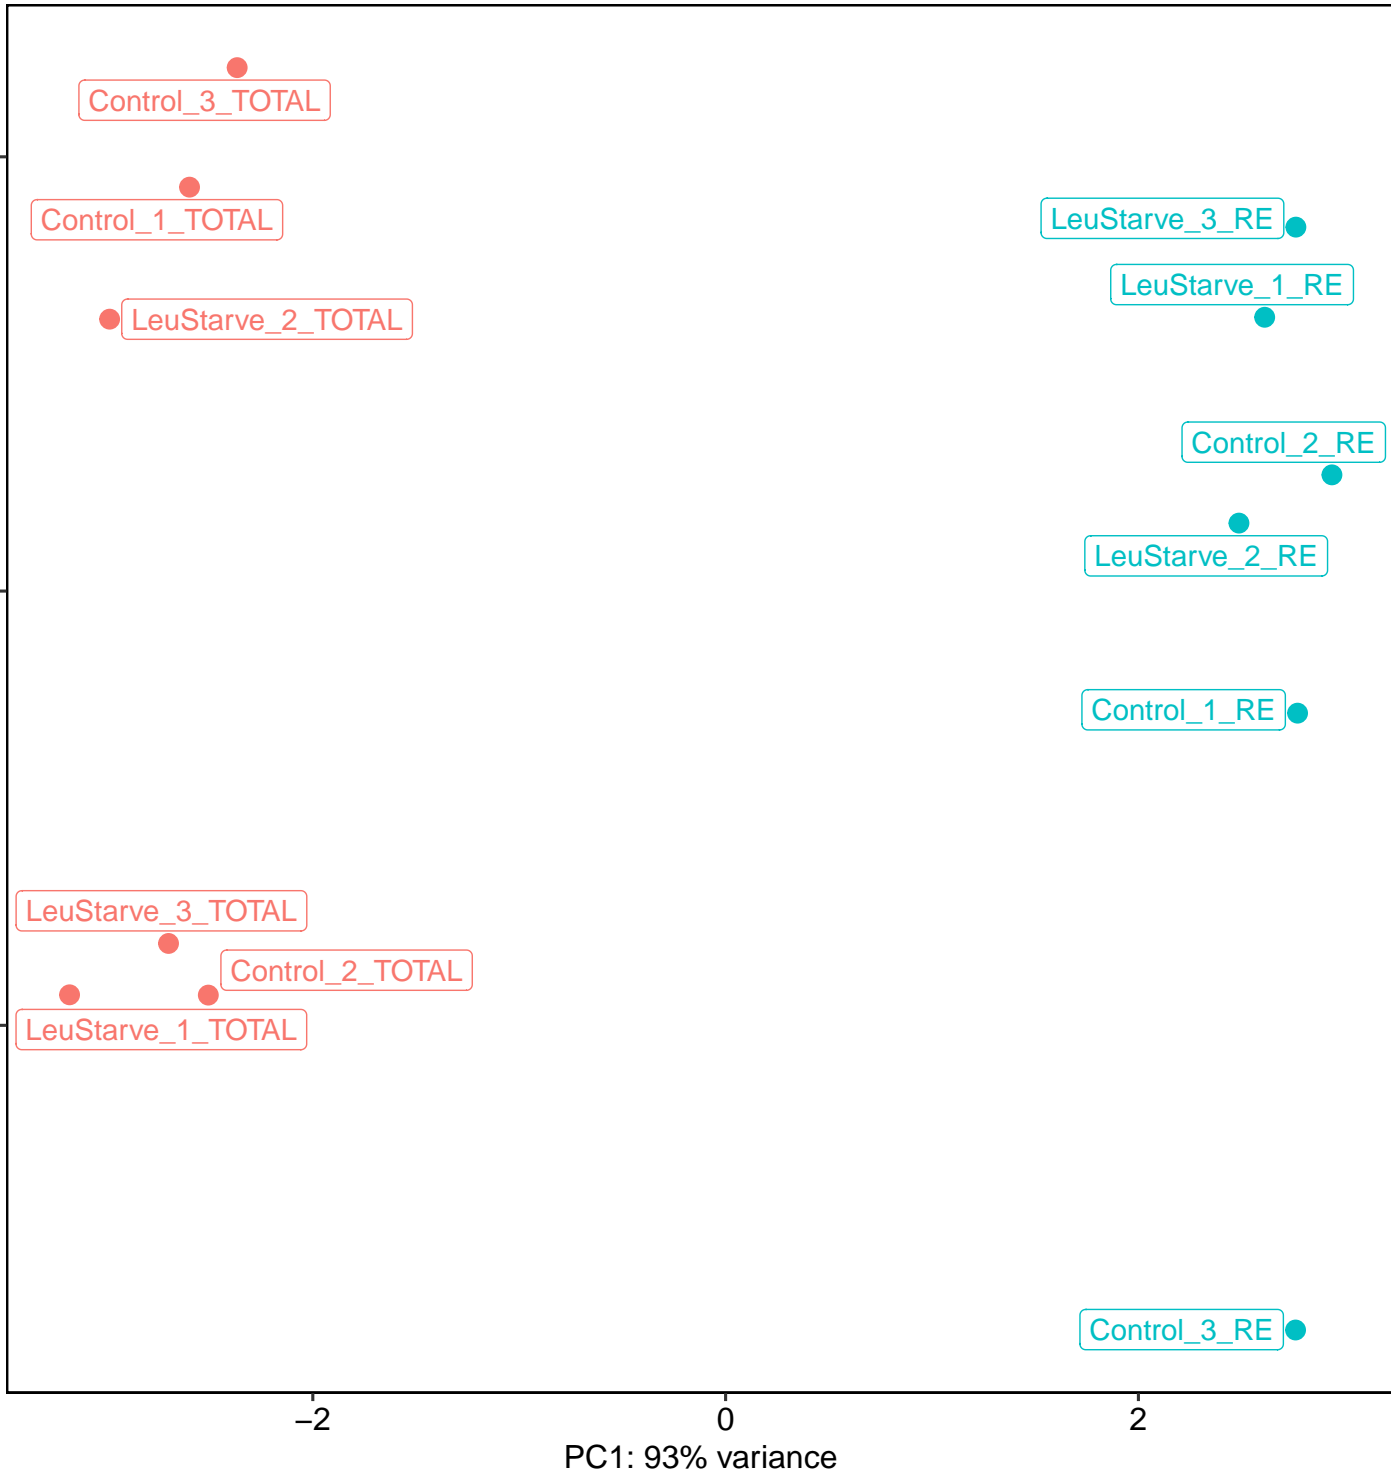 Control_3_TOTAL
Control_1_TOTAL
LeuStarve_3_RE
LeuStarve_1_RE
LeuStarve_2_TOTAL
Control_2_RE
LeuStarve_2_RE
Control_1_RE
LeuStarve_3_TOTAL
Control_2_TOTAL
LeuStarve_1_TOTAL
Control_3_RE
−2 0 2
PC1: 93% variance